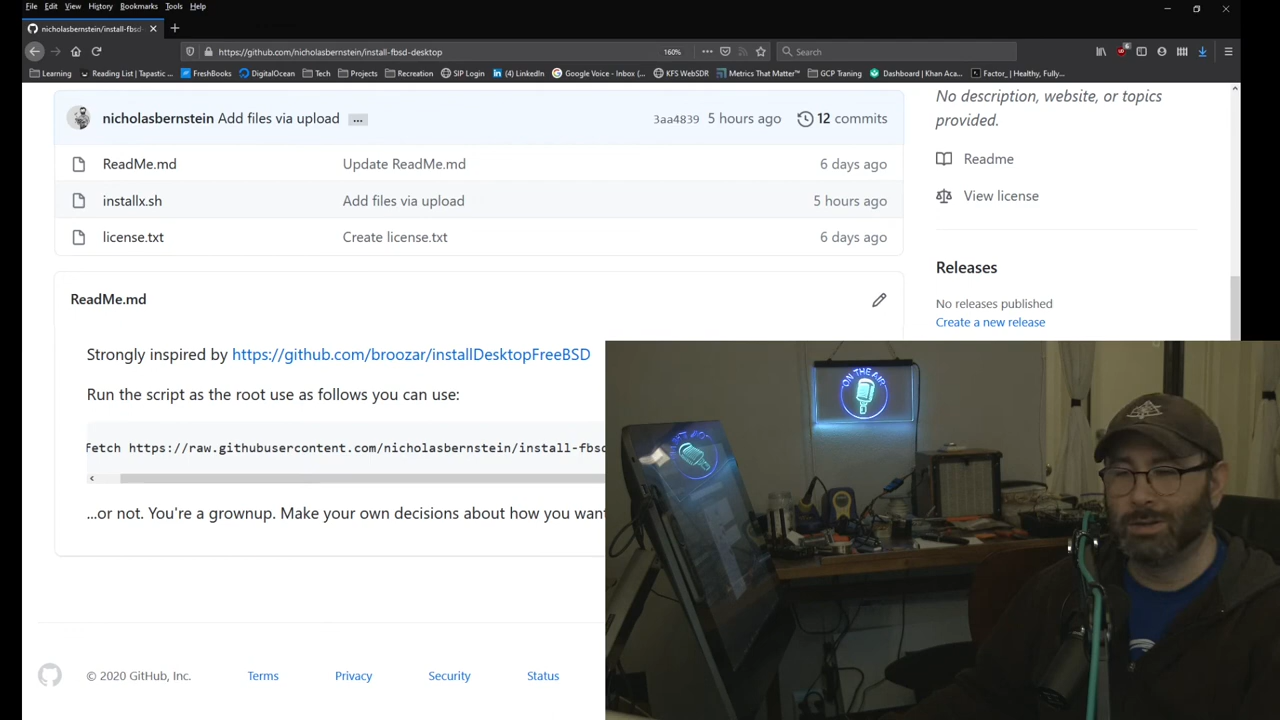 File Edit View History Bookmarks Tools Help
nicholasbernstein/install-fbsd-
https://github.com/nicholasbernstein/install-fbsd-desktop 160% Search
Learning Reading List | Tapastic ... FreshBooks DigitalOcean Tech Projects Recreation SIP Login (4) LinkedIn Google Voice - Inbox (... KFS WebSDR Metrics That Matter™ GCP Traning Dashboard | Khan Aca... Factor_ | Healthy, Fully...
No description, website, or topics
provided.
nicholasbernstein Add files via upload ... 3aa4839 5 hours ago 12 commits
ReadMe.md Update ReadMe.md 6 days ago
Readme
installx.sh Add files via upload 5 hours ago
View license
license.txt Create license.txt 6 days ago
Releases
ReadMe.md
No releases published
Create a new release
Strongly inspired by https://github.com/broozar/installDesktopFreeBSD
Run the script as the root use as follows you can use:
Fetch https://raw.githubusercontent.com/nicholasbernstein/install-fbsd
...or not. You're a grownup. Make your own decisions about how you want
ON THE AIR
© 2020 GitHub, Inc. Terms Privacy Security Status